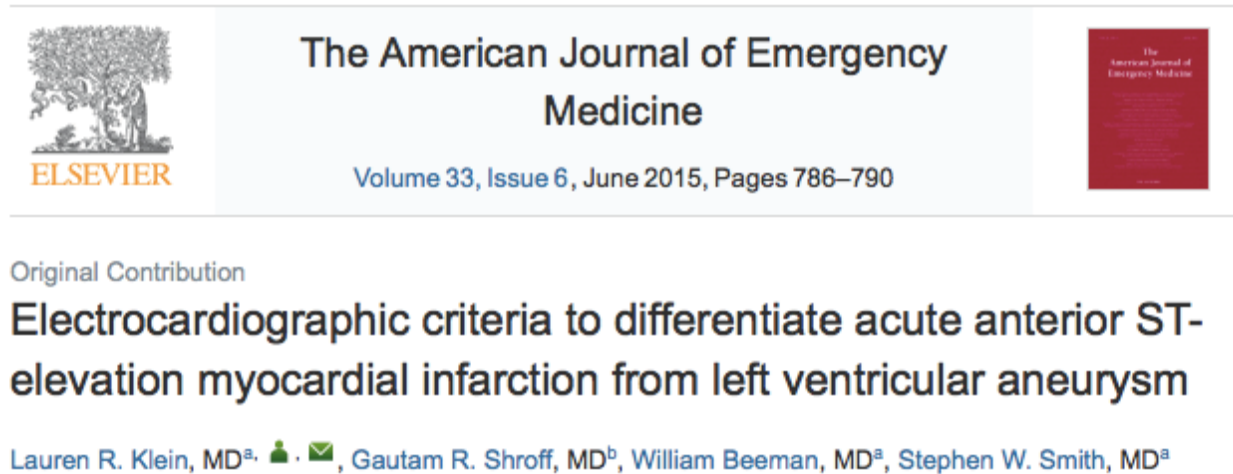 The American Journal of Emergency
Medicine
ELSEVIER
Volume 33, Issue 6, June 2015, Pages 786–790
The
American Journal of
Emergency Medicine
Original Contribution
Electrocardiographic criteria to differentiate acute anterior ST-
elevation myocardial infarction from left ventricular aneurysm
Lauren R. Klein, MDa, , Gautam R. Shroff, MDb, William Beeman, MDa, Stephen W. Smith, MDa